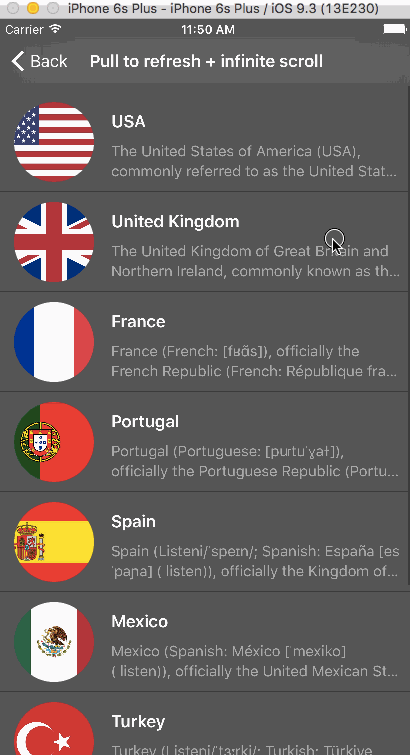 iPhone 6s Plus - iPhone 6s Plus / iOS 9.3 (13E230)
Carrier 11:50 AM
Back Pull to refresh + infinite scroll
USA
The United States of America (USA),
commonly referred to as the United Stat...
United Kingdom
The United Kingdom of Great Britain and
Northern Ireland, commonly known as th...
France
France (French: [fʁɑ̃s]), officially the
French Republic (French: République fra...
Portugal
Portugal (Portuguese: [puɾtuˈɣaɫ]),
officially the Portuguese Republic (Portu...
Spain
Spain (Listeni/ˈspeɪn/; Spanish: España [es
ˈpaɲa] ( listen)), officially the Kingdom of...
Mexico
Mexico (Spanish: México [ˈmexiko]
( listen)), officially the United Mexican St...
Turkey
Turkey (Listeni/ˈtɜːrki/; Turkish: Türkiye